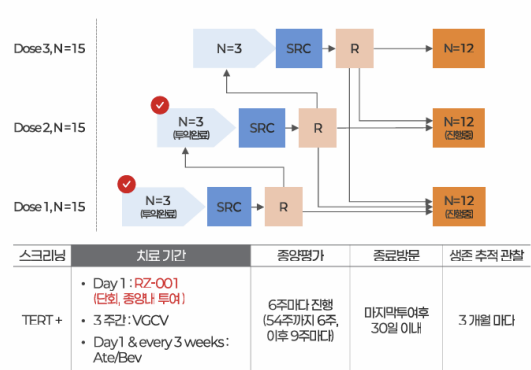 Dose 3, N=15
N=3
SRC
R
N=12
Dose 2, N=15
N=3
(투약완료)
SRC
R
N=12
(진행중)
Dose 1, N=15
N=3
(투약완료)
SRC
R
N=12
(진행중)
스크리닝
치료 기간
종양평가
종료방문
생존 추적 관찰
TERT +
• Day 1 : RZ-001
(단회, 종양내 투여)
• 3 주간 : VGCV
• Day 1 & every 3 weeks :
Ate/Bev
6주마다 진행
(54주까지 6주,
이후 9주마다)
마지막투여후
30일 이내
3 개월 마다